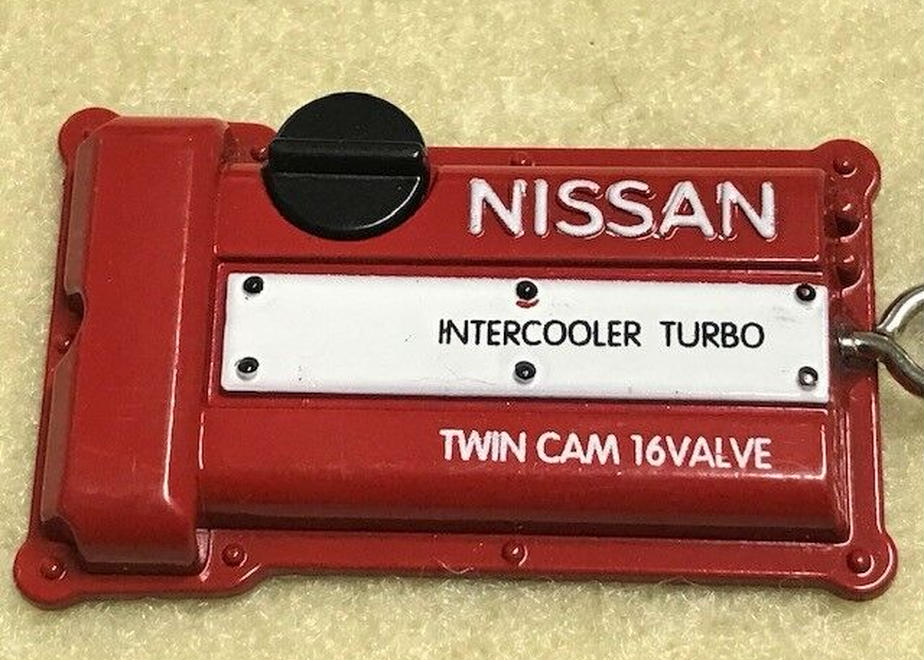 NISSAN
INTERCOOLER TURBO
TWIN CAM 16VALVE